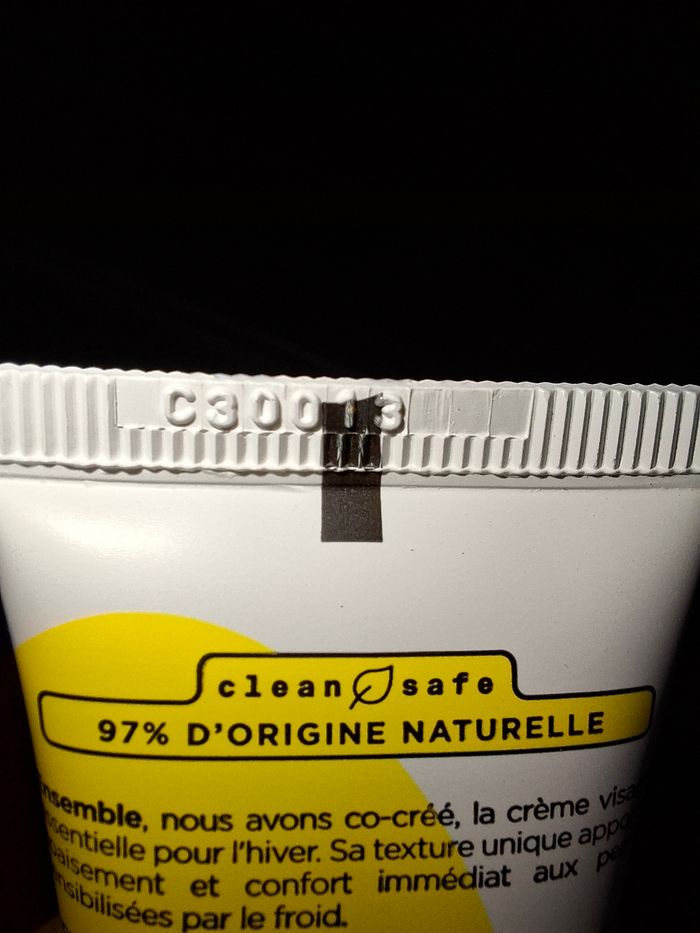 C30013
clean safe
97% D'ORIGINE NATURELLE
nous avons co-créé, la crème
pour l'hiver. Sa texture unique
et confort immédiat aux
par le froid.